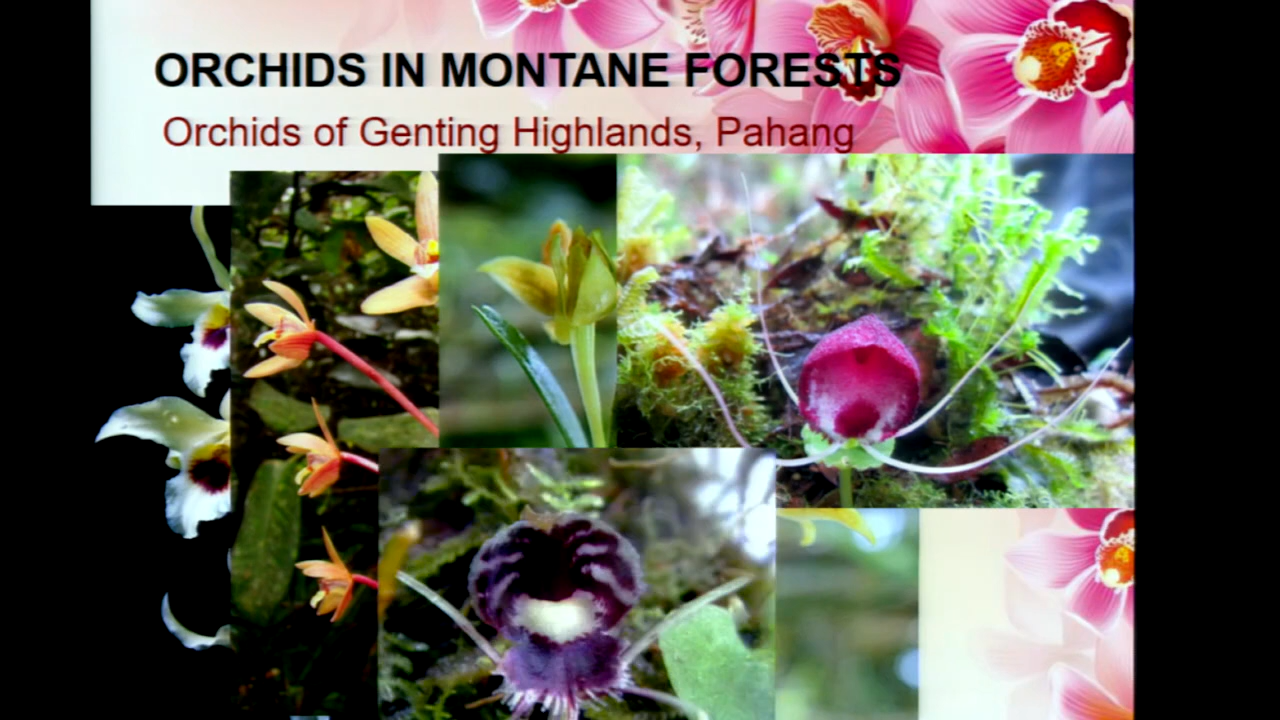 ORCHIDS IN MONTANE FORESTS
Orchids of Genting Highlands, Pahang